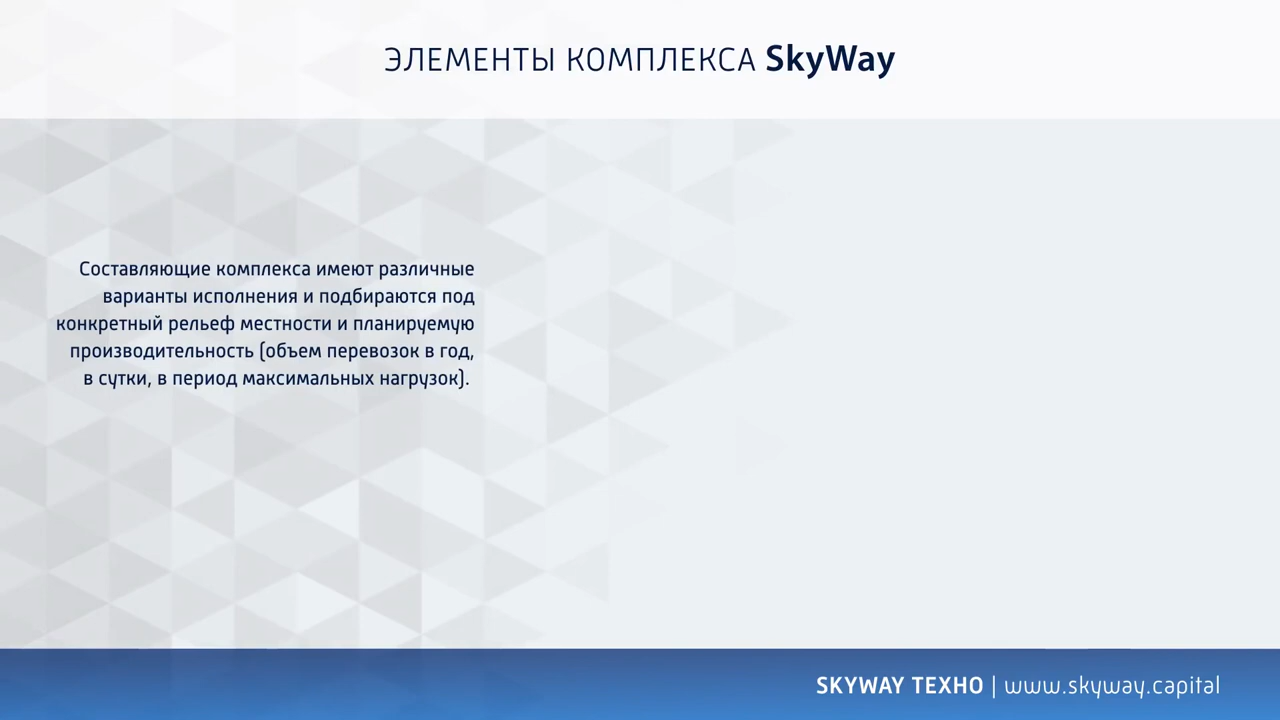 ЭЛЕМЕНТЫ КОМПЛЕКСА SkyWay
Составляющие комплекса имеют различные
варианты исполнения и подбираются под
конкретный рельеф местности и планируемую
производительность (объем перевозок в год,
в сутки, в период максимальных нагрузок).
SKYWAY ТЕХНО | www.skyway.capital